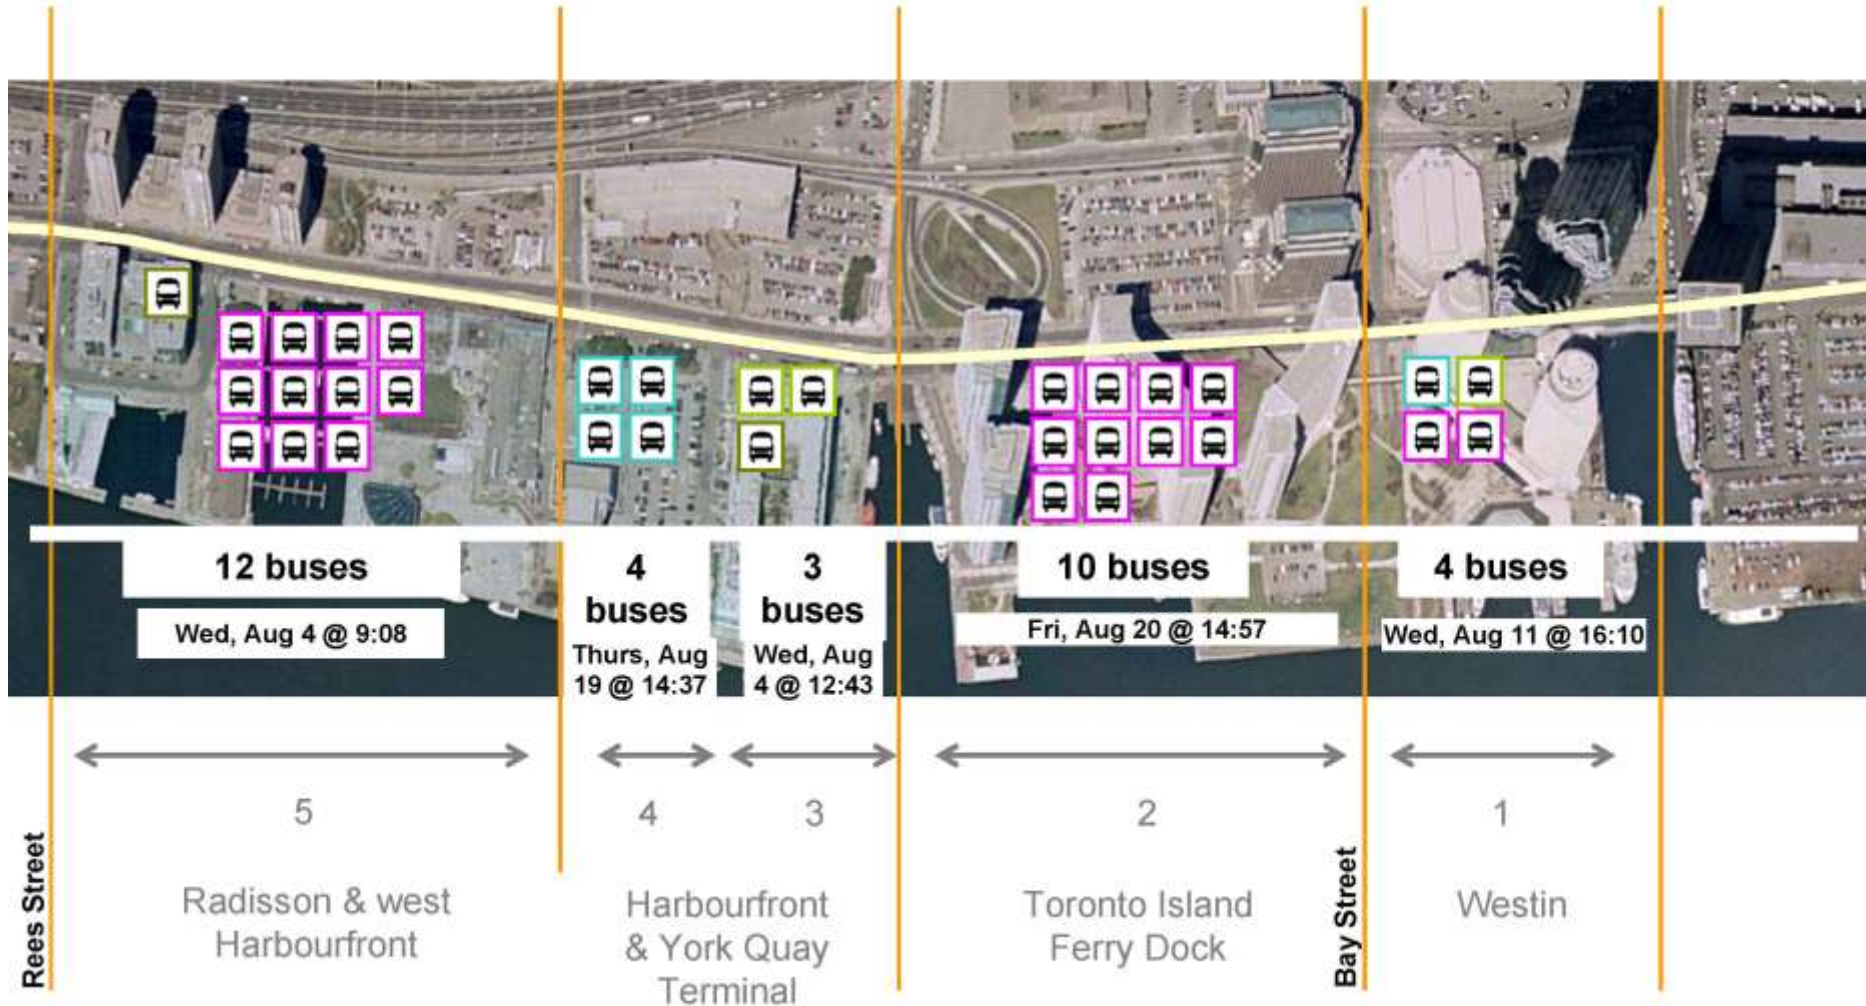 12 buses
Wed, Aug 4 @ 9:08
4
buses
Thurs, Aug
19 @ 14:37
3
buses
Wed, Aug
4 @ 12:43
10 buses
Fri, Aug 20 @ 14:57
4 buses
Wed, Aug 11 @ 16:10
5
4
3
2
1
Rees Street
Radisson & west
Harbourfront
Harbourfront
& York Quay
Terminal
Toronto Island
Ferry Dock
Bay Street
Westin